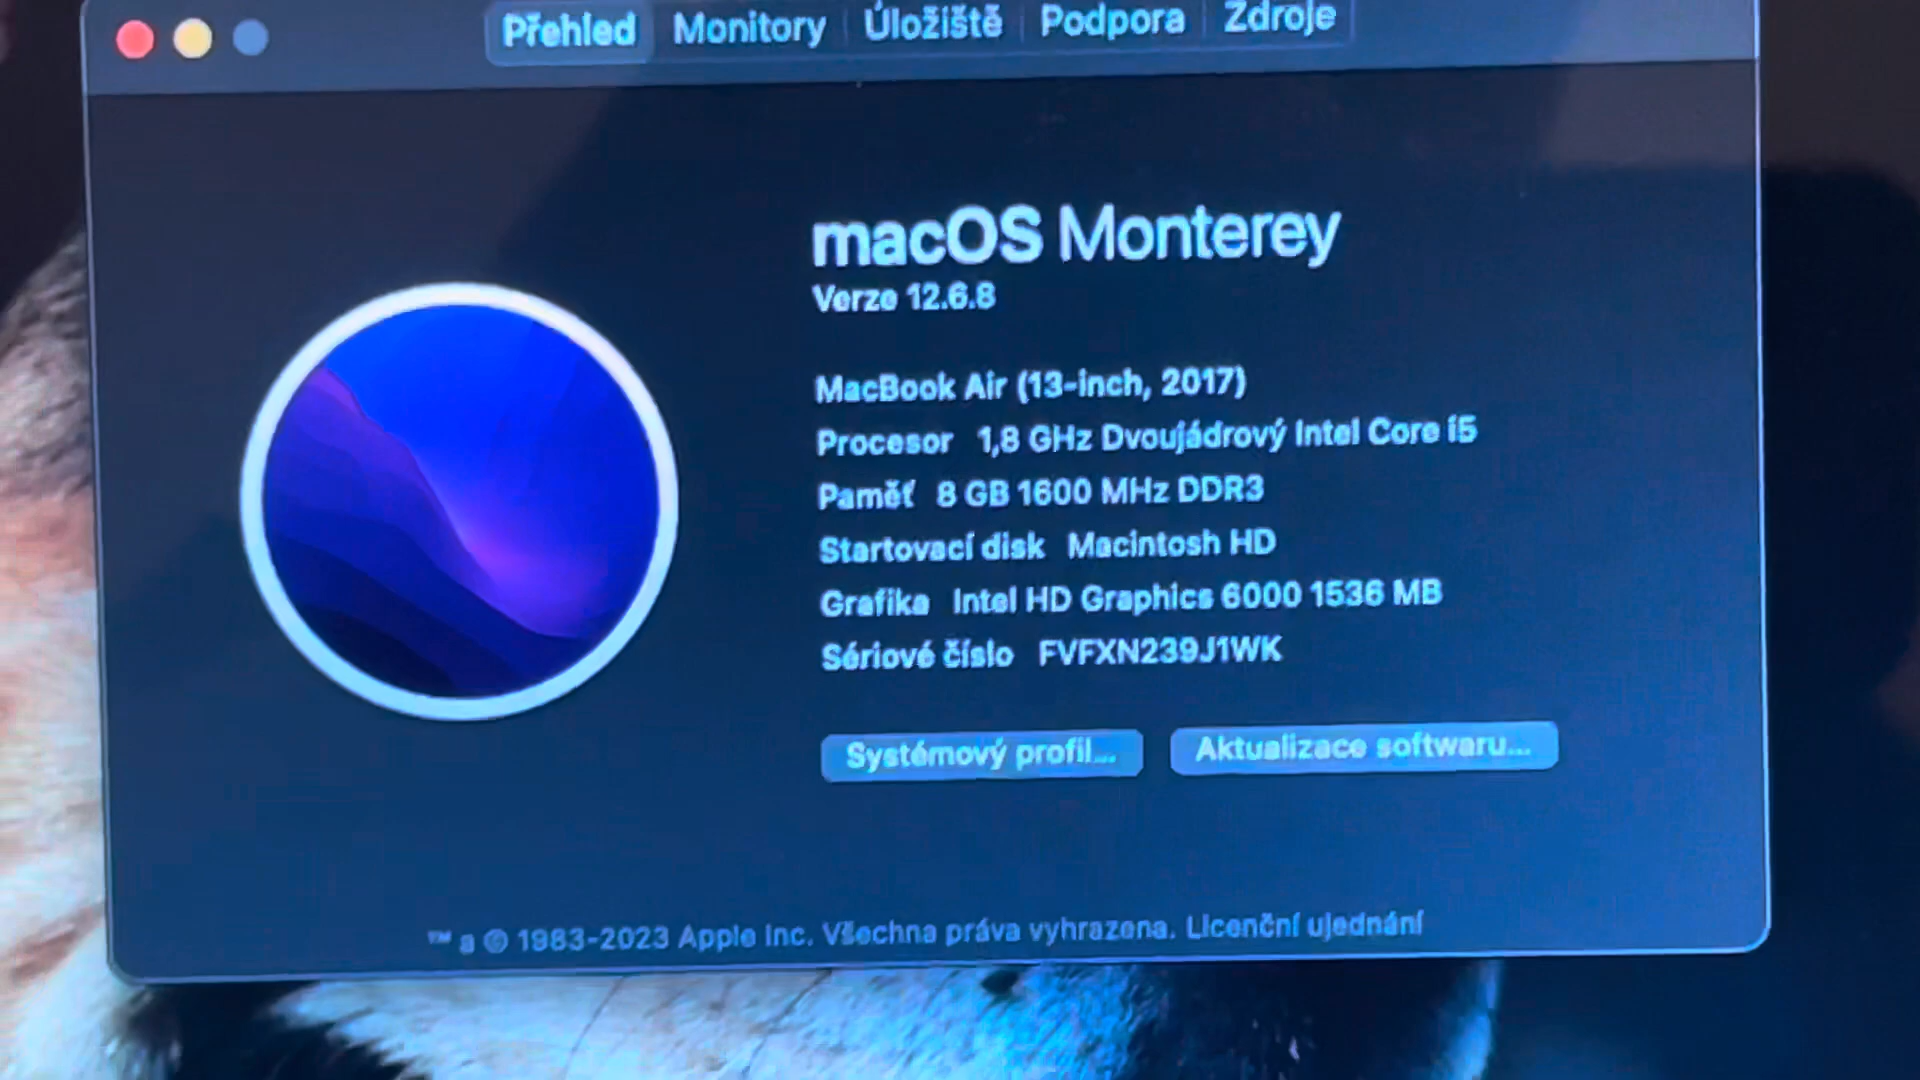 Přehled Monitory Úložiště Podpora Zdroje
macOS Monterey
Verze 12.6.8
MacBook Air (13-inch, 2017)
Procesor 1,8 GHz Dvoujádrový Intel Core i5
Paměť 8 GB 1600 MHz DDR3
Startovací disk Macintosh HD
Grafika Intel HD Graphics 6000 1536 MB
Sériové číslo FVFXN239J1WK
Systémový profil... Aktualizace softwaru...
™ a © 1983-2023 Apple Inc. Všechna práva vyhrazena. Licenční ujednání